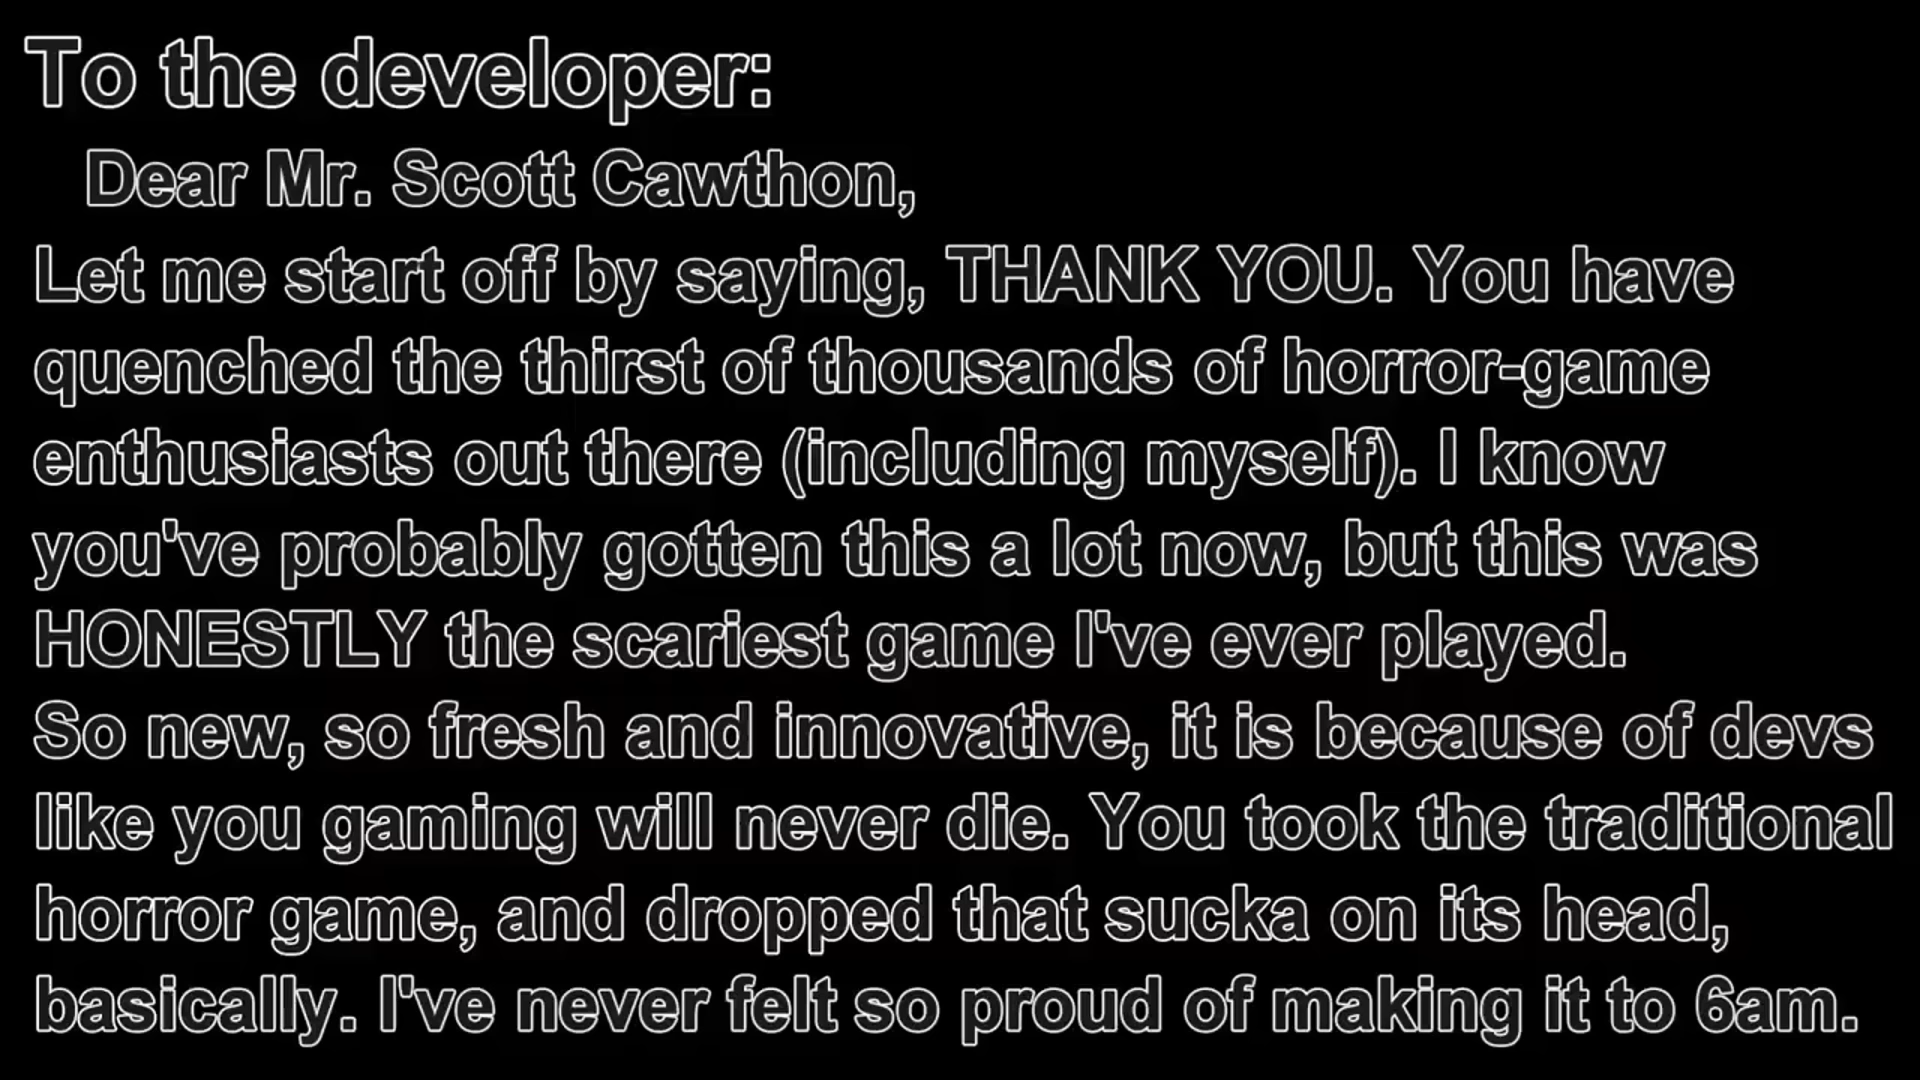 To the developer:
Dear Mr. Scott Cawthon,
Let me start off by saying, THANK YOU. You have
quenched the thirst of thousands of horror-game
enthusiasts out there (including myself). I know
you've probably gotten this a lot now, but this was
HONESTLY the scariest game I've ever played.
So new, so fresh and innovative, it is because of devs
like you gaming will never die. You took the traditional
horror game, and dropped that sucka on its head,
basically. I've never felt so proud of making it to 6am.